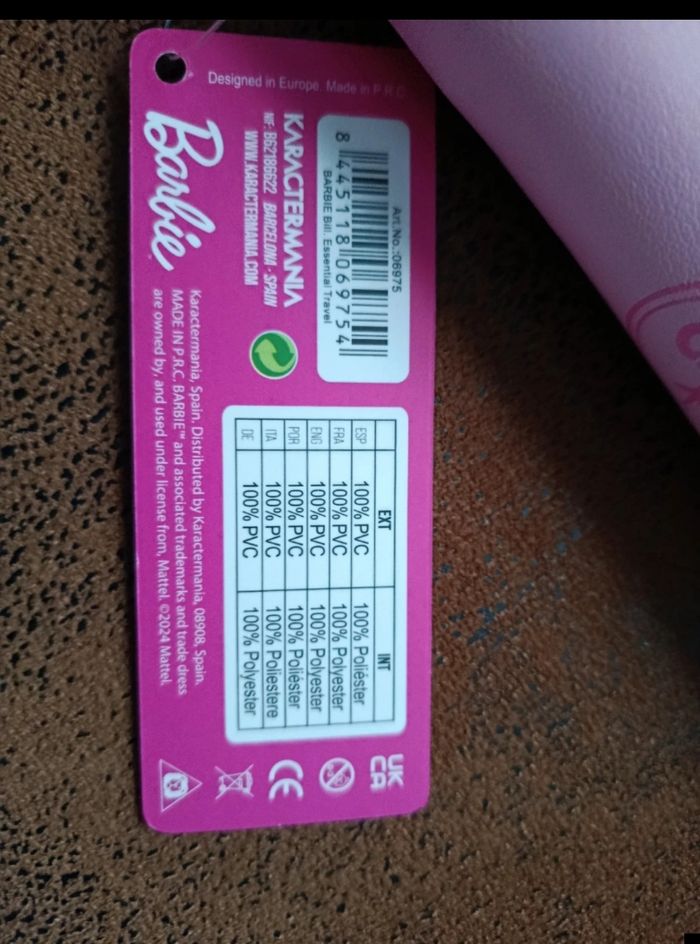 Designed in Europe. Made in P.R.C.
Barbie
KARACTERMANIA
NIF: B62186622 BARCELONA · SPAIN
WWW.KARACTERMANIA.COM
Art.No.:06975
8 445118 069754
BARBIE Bill. Essential Travel
Karactermania, Spain. Distributed by Karactermania, 08908, Spain.
MADE IN P.R.C. BARBIE™ and associated trademarks and trade dress
are owned by, and used under license from, Mattel. ©2024 Mattel.
EXT INT
ESP 100% PVC 100% Poliéster
FRA 100% PVC 100% Polyester
ENG 100% PVC 100% Polyester
POR 100% PVC 100% Poliéster
ITA 100% PVC 100% Poliestere
DE 100% PVC 100% Polyester
UK
CA
CE